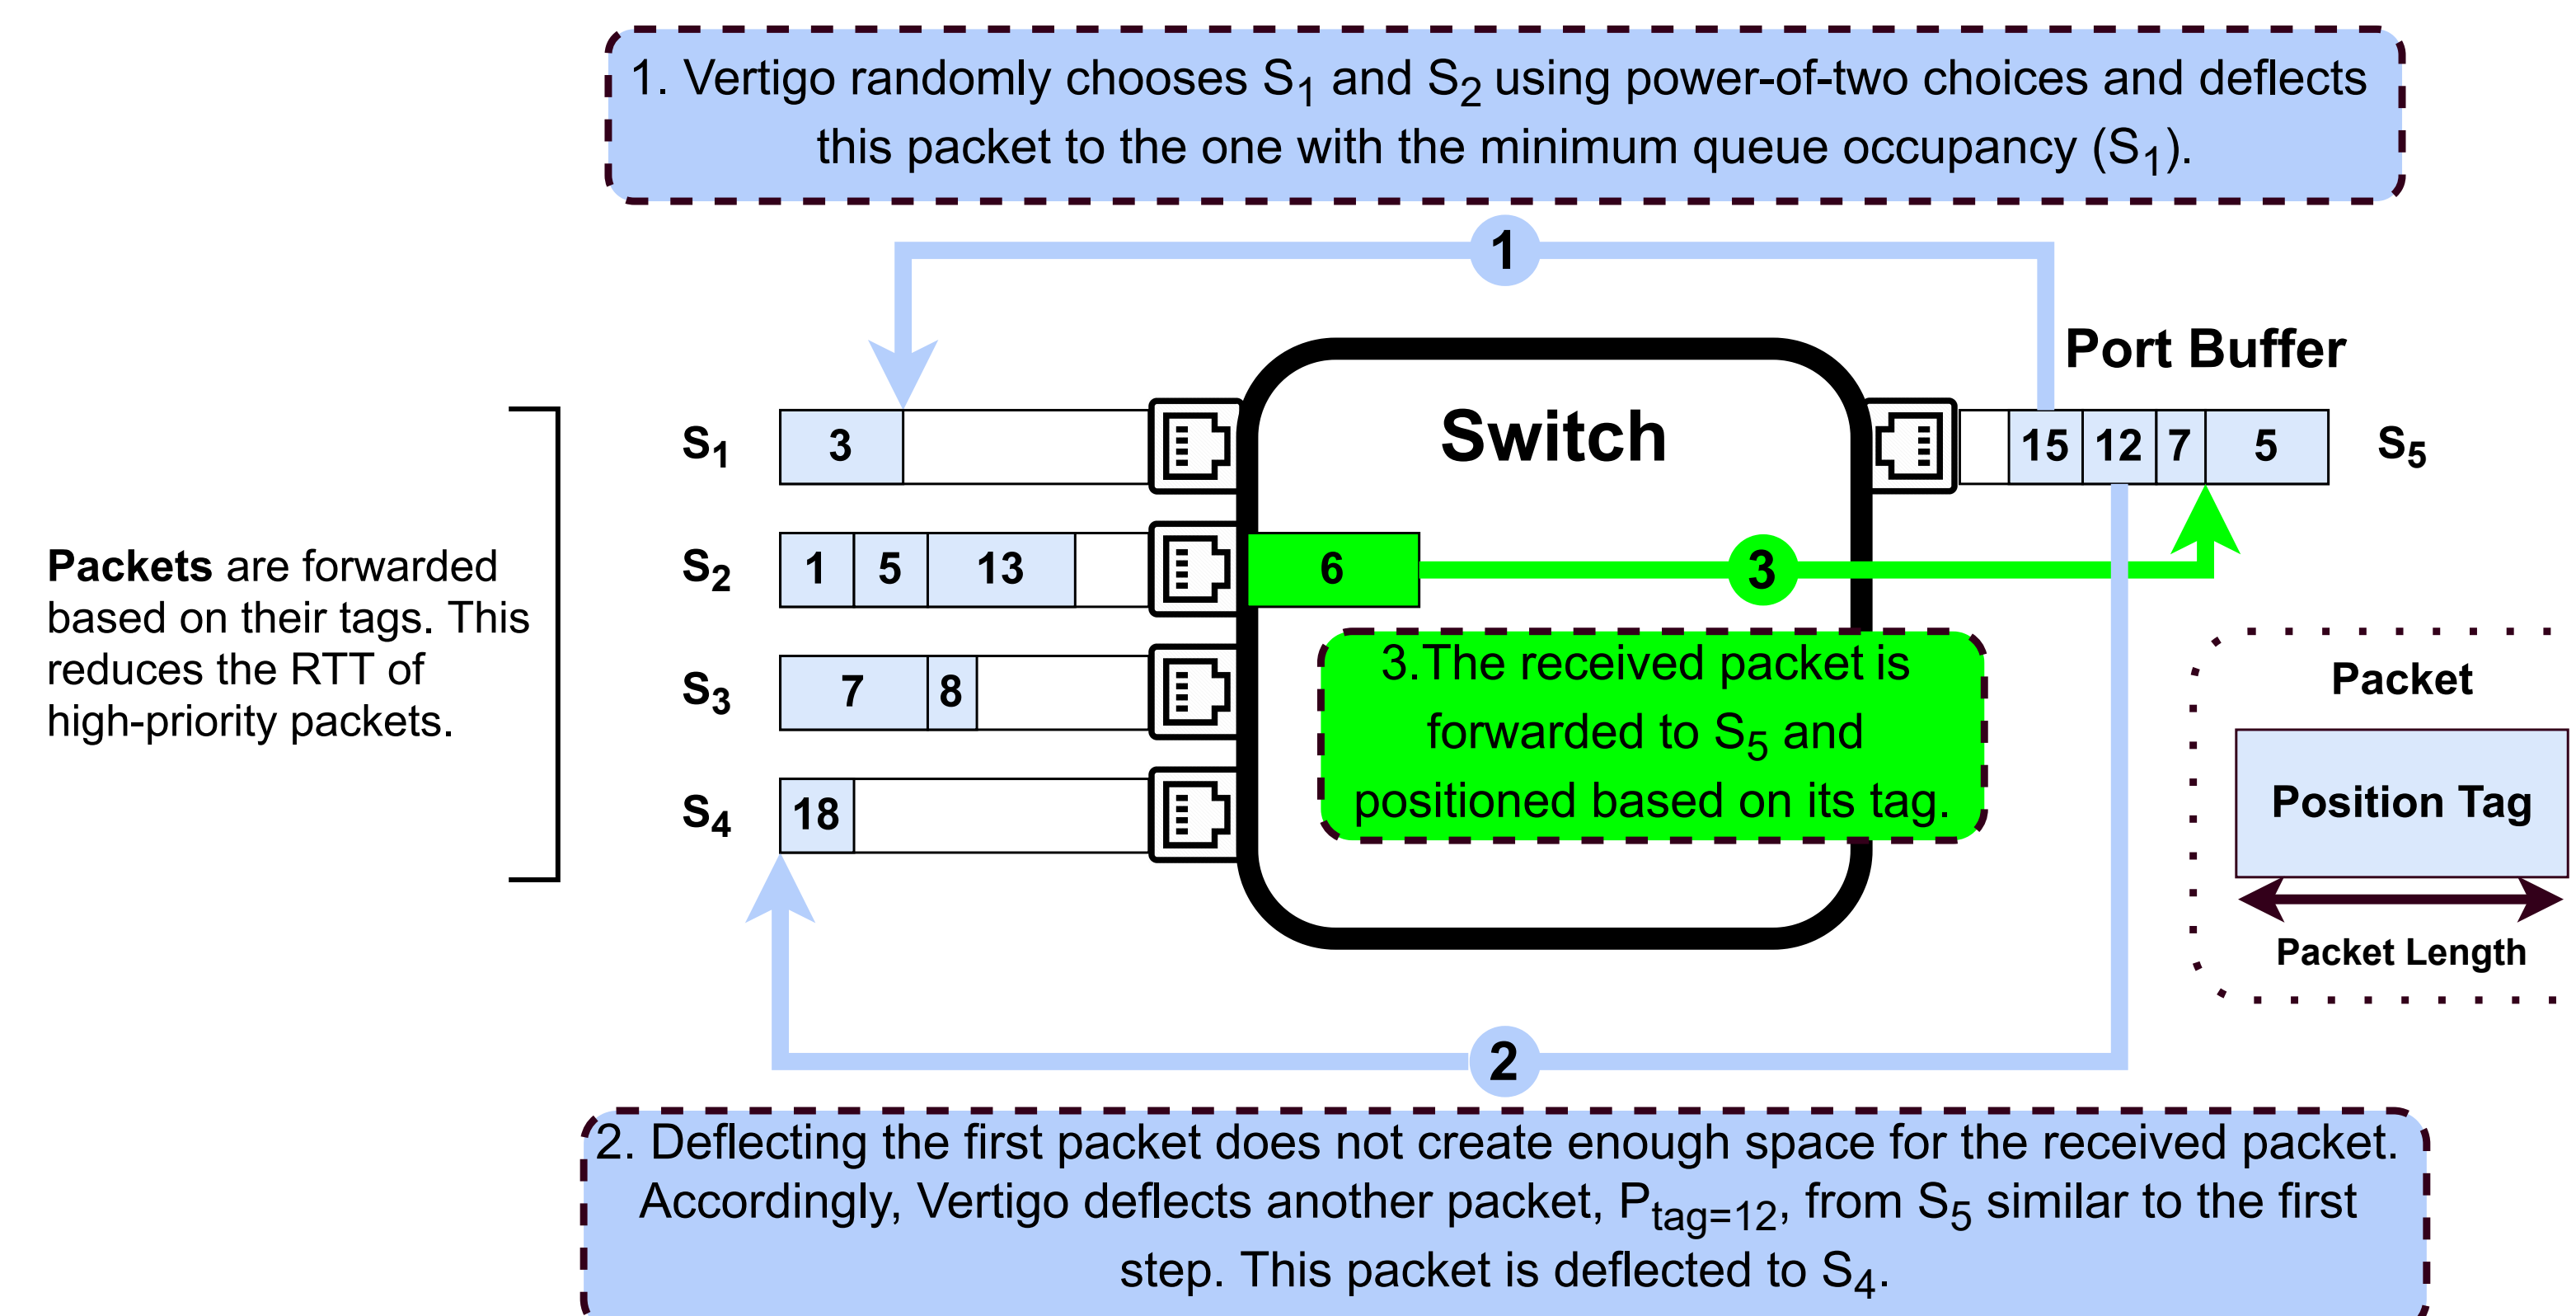 1. Vertigo randomly chooses S1 and S2 using power-of-two choices and deflects
this packet to the one with the minimum queue occupancy (S1).
1
Port Buffer
Switch
S1 3
15 12 7 5 S5
S2 1 5 13
6
3
Packets are forwarded
based on their tags. This
reduces the RTT of
high-priority packets.
S3 7 8
3.The received packet is
forwarded to S5 and
positioned based on its tag.
S4 18
Packet
Position Tag
Packet Length
2
2. Deflecting the first packet does not create enough space for the received packet.
Accordingly, Vertigo deflects another packet, Ptag=12, from S5 similar to the first
step. This packet is deflected to S4.